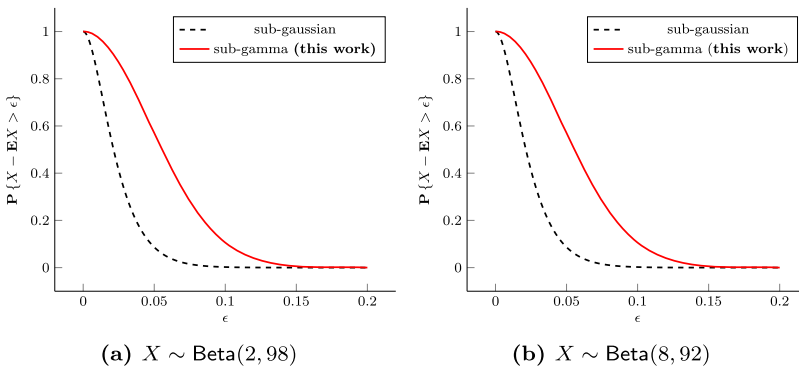 sub-gaussian
sub-gamma (this work)
1
0.8
0.6
0.4
0.2
0
P {X − EX > ϵ}
0 0.05 0.1 0.15 0.2
ϵ
(a) X ∼ Beta(2, 98)
sub-gaussian
sub-gamma (this work)
1
0.8
0.6
0.4
0.2
0
P {X − EX > ϵ}
0 0.05 0.1 0.15 0.2
ϵ
(b) X ∼ Beta(8, 92)